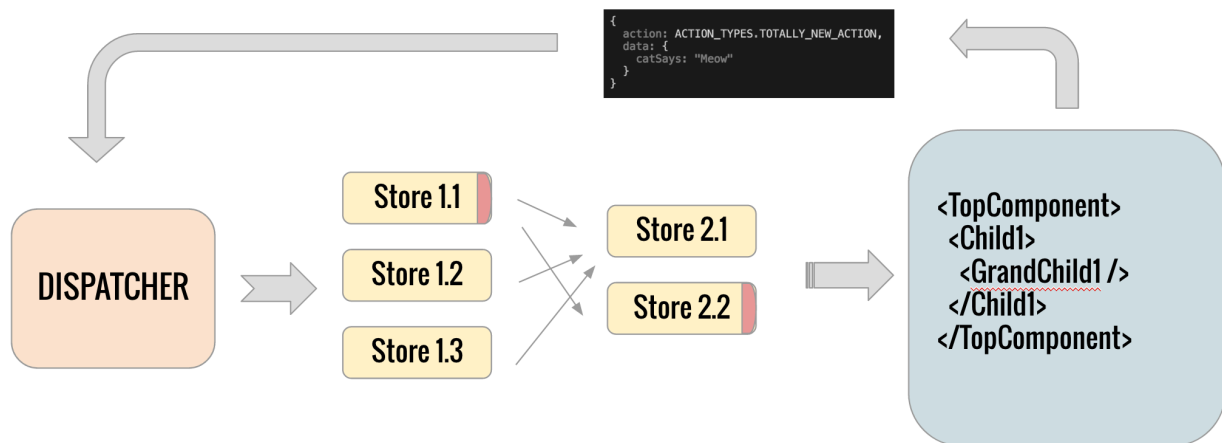 {
action: ACTION_TYPES.TOTALLY_NEW_ACTION,
data: {
catSays: "Meow"
}
}
DISPATCHER
Store 1.1
Store 1.2
Store 1.3
Store 2.1
Store 2.2
<TopComponent>
<Child1>
<GrandChild1 />
</Child1>
</TopComponent>